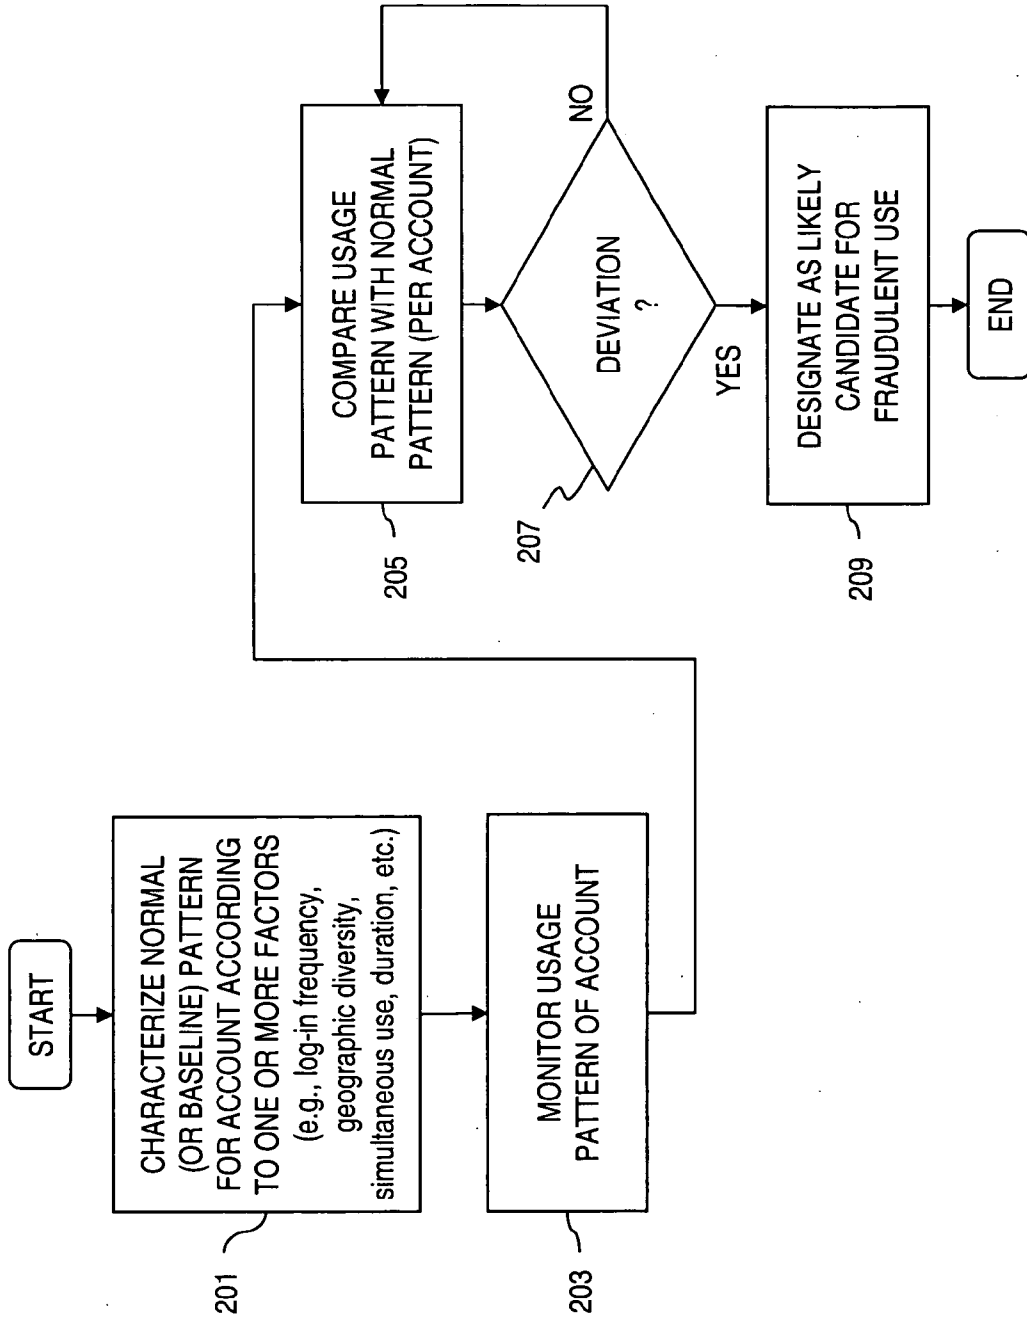 START
CHARACTERIZE NORMAL
(OR BASELINE) PATTERN
FOR ACCOUNT ACCORDING
TO ONE OR MORE FACTORS
(e.g., log-in frequency,
geographic diversity,
simultaneous use, duration, etc.)
201
MONITOR USAGE
PATTERN OF ACCOUNT
203
COMPARE USAGE
PATTERN WITH NORMAL
PATTERN (PER ACCOUNT)
205
DEVIATION
?
207
NO
YES
DESIGNATE AS LIKELY
CANDIDATE FOR
FRAUDULENT USE
209
END